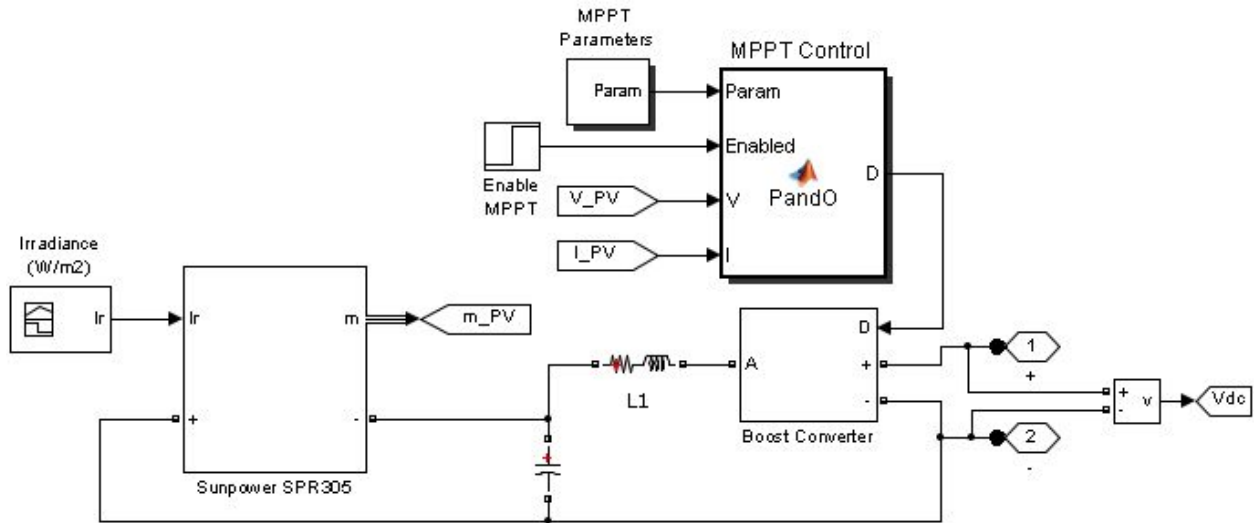 MPPT
Parameters
Param
MPPT Control
Param
Enabled
V
I
D
PandO
Enable
MPPT
V_PV
I_PV
Irradiance
(W/m2)
Ir
Ir
m
+
-
m_PV
Sunpower SPR305
+
L1
D
A
+
-
Boost Converter
1
+
2
-
+
-
v
Vdc